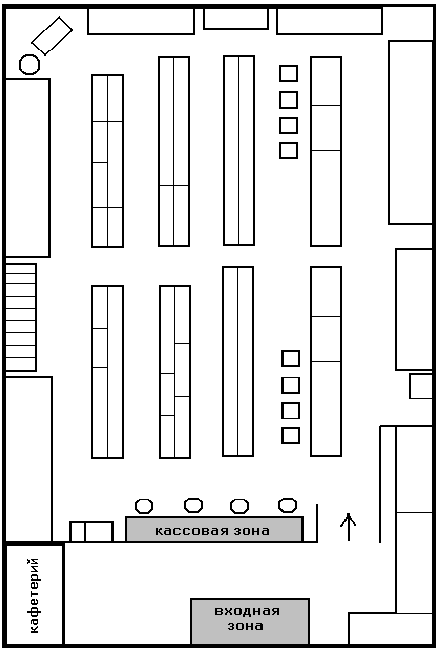 кассовая зона
кафетерий
входная
зона